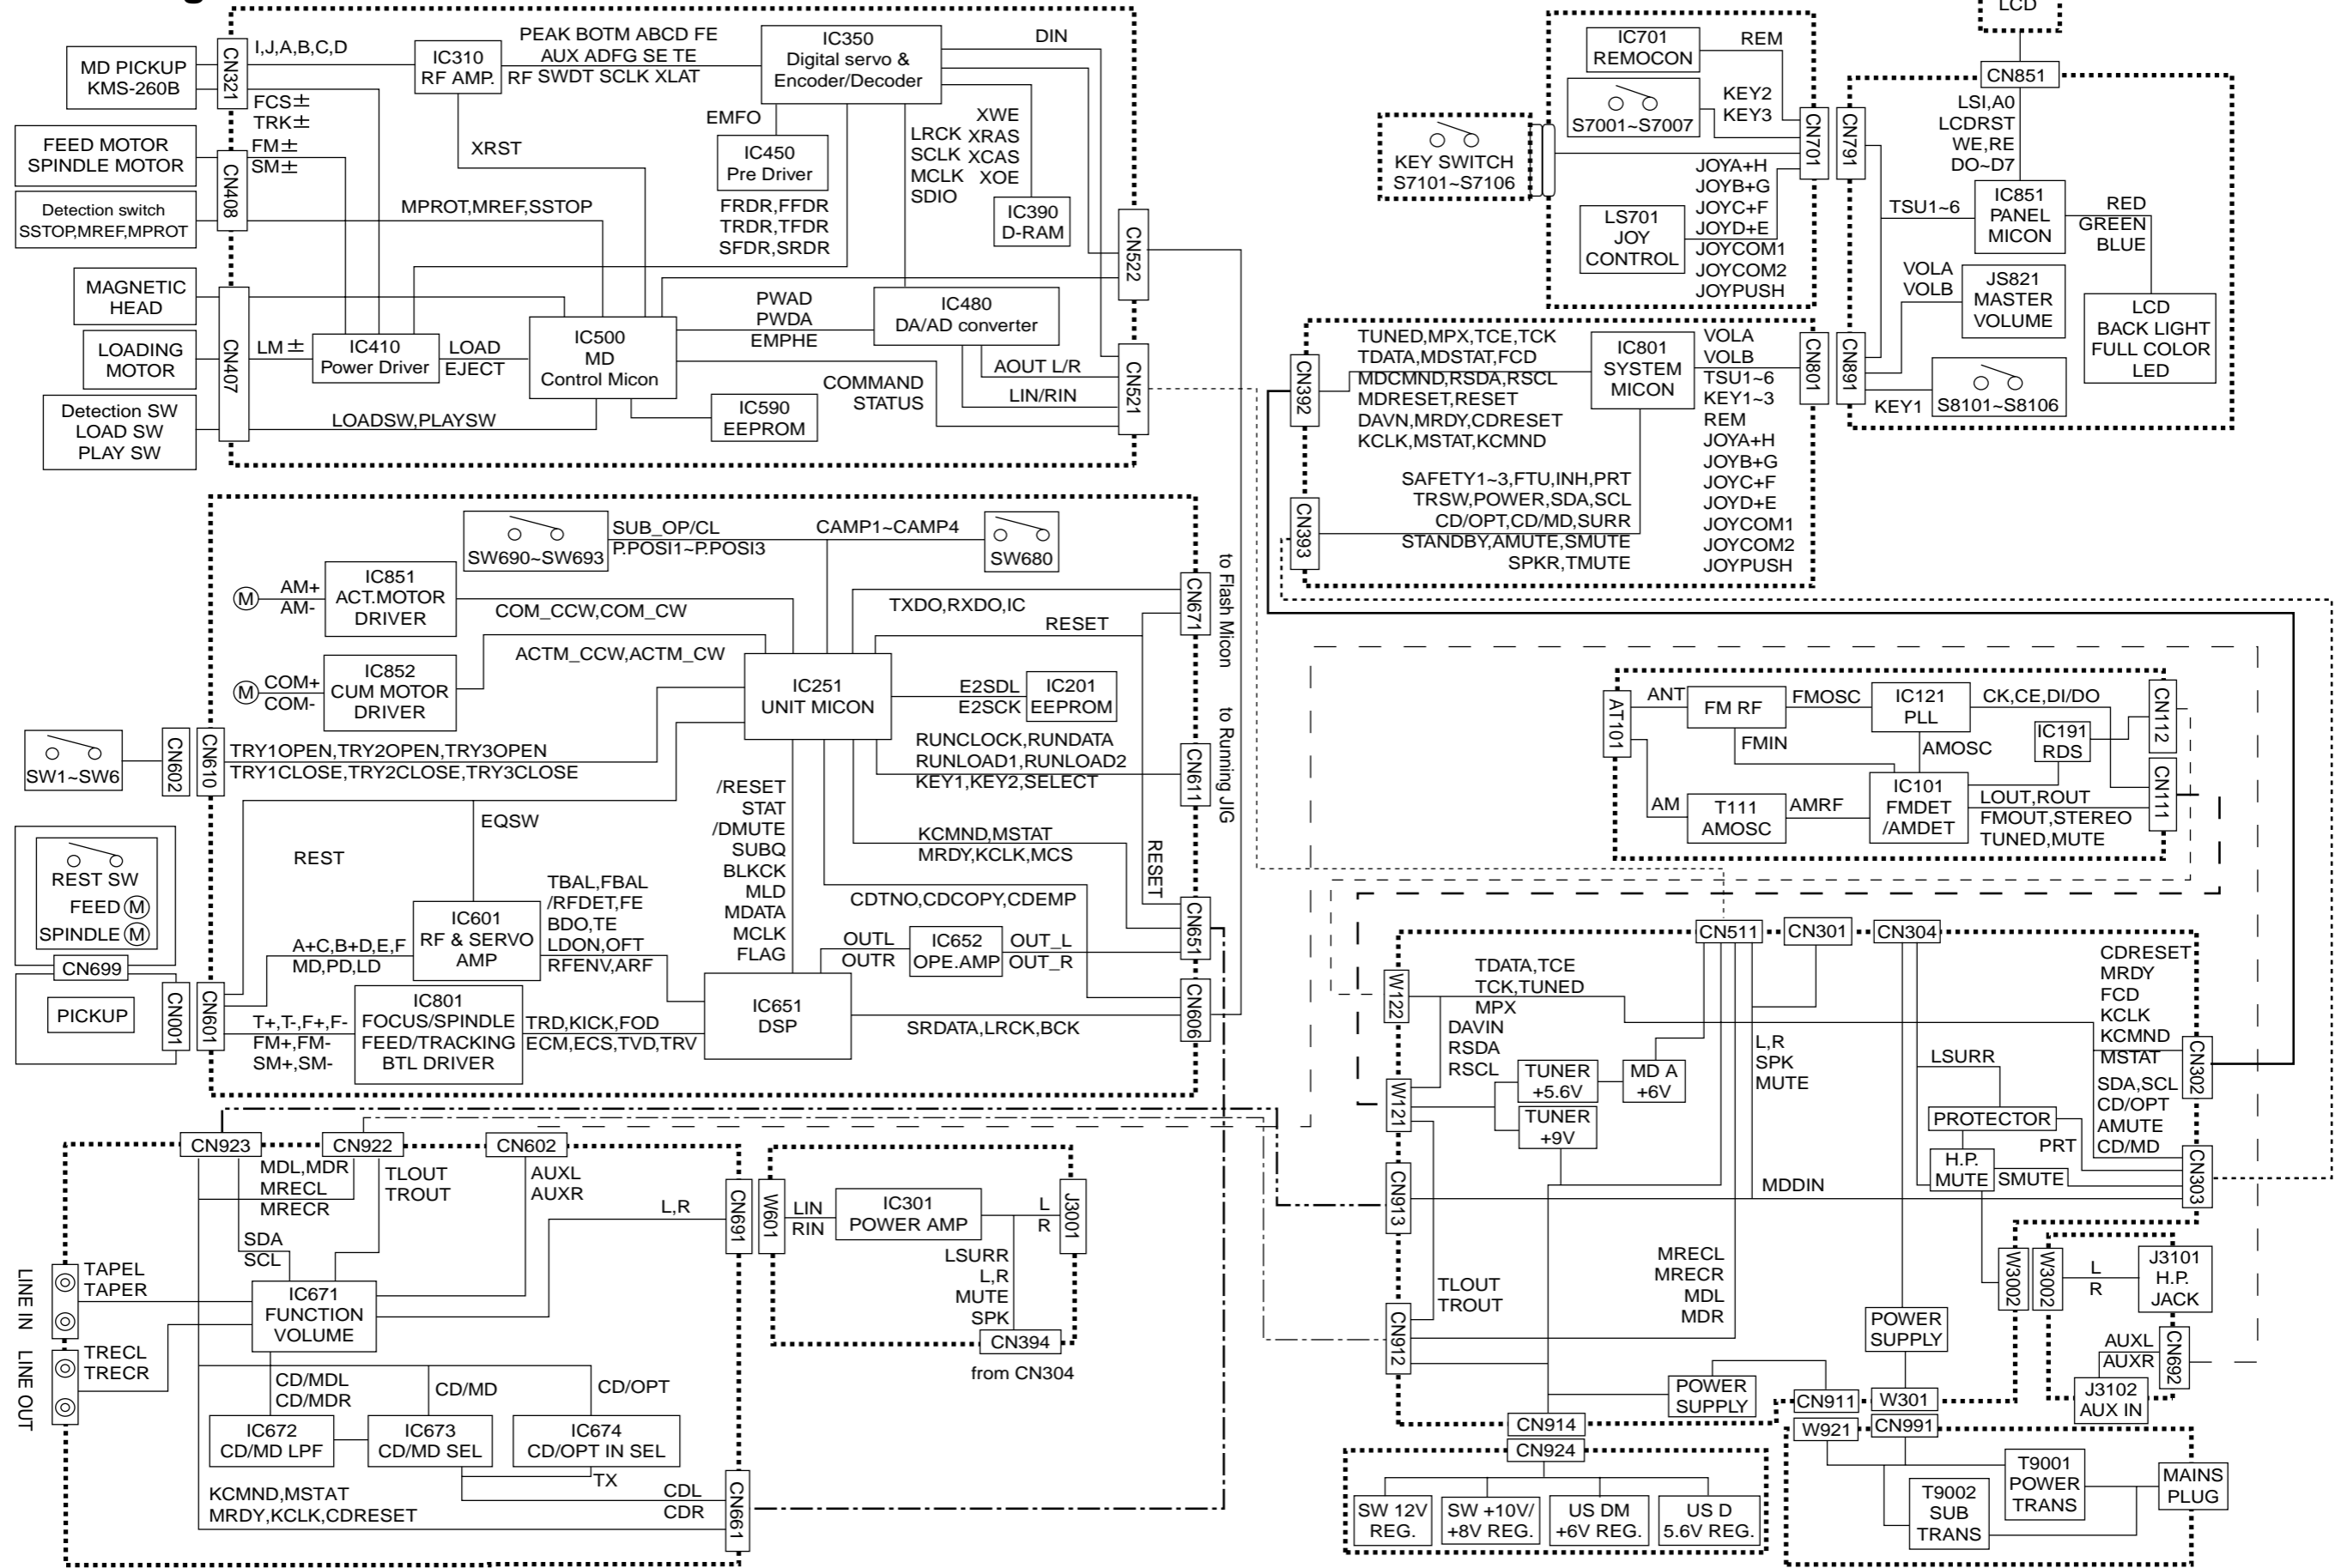 g
MD PICKUP
KMS-260B
CN321
I,J,A,B,C,D
IC310
RF AMP.
PEAK BOTM ABCD FE
AUX ADFG SE TE
RF SWDT SCLK XLAT
IC350
Digital servo &
Encoder/Decoder
DIN
FCS±
TRK±
FEED MOTOR
SPINDLE MOTOR
FM±
SM±
CN408
XRST
EMFO
IC450
Pre Driver
LRCK
SCLK
MCLK
SDIO
XWE
XRAS
XCAS
XOE
IC390
D-RAM
Detection switch
SSTOP,MREF,MPROT
MPROT,MREF,SSTOP
FRDR,FFDR
TRDR,TFDR
SFDR,SRDR
CN522
MAGNETIC
HEAD
CN407
LOADING
MOTOR
LM ±
IC410
Power Driver
LOAD
EJECT
IC500
MD
Control Micon
PWAD
PWDA
EMPHE
IC480
DA/AD converter
AOUT L/R
LIN/RIN
CN521
COMMAND
STATUS
IC590
EEPROM
Detection SW
LOAD SW
PLAY SW
LOADSW,PLAYSW
LCD
IC701
REMOCON
REM
S7001~S7007
KEY2
KEY3
KEY SWITCH
S7101~S7106
CN701
LS701
JOY
CONTROL
JOYA+H
JOYB+G
JOYC+F
JOYD+E
JOYCOM1
JOYCOM2
JOYPUSH
CN791
CN851
LSI,A0
LCDRST
WE,RE
DO~D7
IC851
PANEL
MICON
TSU1~6
RED
GREEN
BLUE
VOLA
VOLB
JS821
MASTER
VOLUME
LCD
BACK LIGHT
FULL COLOR
LED
CN891
KEY1
S8101~S8106
CN392
TUNED,MPX,TCE,TCK
TDATA,MDSTAT,FCD
MDCMND,RSDA,RSCL
MDRESET,RESET
DAVN,MRDY,CDRESET
KCLK,MSTAT,KCMND
IC801
SYSTEM
MICON
VOLA
VOLB
TSU1~6
KEY1~3
REM
JOYA+H
JOYB+G
JOYC+F
JOYD+E
JOYCOM1
JOYCOM2
JOYPUSH
CN801
CN393
SAFETY1~3,FTU,INH,PRT
TRSW,POWER,SDA,SCL
CD/OPT,CD/MD,SURR
STANDBY,AMUTE,SMUTE
SPKR,TMUTE
SW690~SW693
SUB_OP/CL
P.POSI1~P.POSI3
CAMP1~CAMP4
SW680
M
AM+
AM-
IC851
ACT.MOTOR
DRIVER
COM_CCW,COM_CW
TXDO,RXDO,IC
RESET
CN671
to Flash Micon
M
COM+
COM-
IC852
CUM MOTOR
DRIVER
ACTM_CCW,ACTM_CW
IC251
UNIT MICON
E2SDL
E2SCK
IC201
EEPROM
SW1~SW6
CN602
CN610
TRY1OPEN,TRY2OPEN,TRY3OPEN
TRY1CLOSE,TRY2CLOSE,TRY3CLOSE
RUNCLOCK,RUNDATA
RUNLOAD1,RUNLOAD2
KEY1,KEY2,SELECT
CN611
to Running JIG
EQSW
REST
/RESET
STAT
/DMUTE
SUBQ
BLKCK
MLD
MDATA
MCLK
FLAG
KCMND,MSTAT
MRDY,KCLK,MCS
RESET
CDTNO,CDCOPY,CDEMP
REST SW
FEED M
SPINDLE M
CN699
PICKUP
CN001
CN601
A+C,B+D,E,F
MD,PD,LD
IC601
RF & SERVO
AMP
TBAL,FBAL
/RFDET,FE
BDO,TE
LDON,OFT
RFENV,ARF
OUTL
OUTR
IC652
OPE.AMP
OUT_L
OUT_R
CN651
T+,T-,F+,F-
FM+,FM-
SM+,SM-
IC801
FOCUS/SPINDLE
FEED/TRACKING
BTL DRIVER
TRD,KICK,FOD
ECM,ECS,TVD,TRV
IC651
DSP
SRDATA,LRCK,BCK
CN606
AT101
ANT
FM RF
FMOSC
IC121
PLL
CK,CE,DI/DO
CN112
FMIN
AMOSC
IC191
RDS
AM
T111
AMOSC
AMRF
IC101
FMDET
/AMDET
LOUT,ROUT
FMOUT,STEREO
TUNED,MUTE
CN111
CN511
CN301
CN304
W122
TDATA,TCE
TCK,TUNED
MPX
DAVIN
RSDA
RSCL
TUNER
+5.6V
MD A
+6V
TUNER
+9V
W121
L,R
SPK
MUTE
LSURR
PROTECTOR
PRT
H.P.
MUTE
SMUTE
CDRESET
MRDY
FCD
KCLK
KCMND
MSTAT
SDA,SCL
CD/OPT
AMUTE
CD/MD
CN302
CN303
CN913
MDDIN
TLOUT
TROUT
CN912
MRECL
MRECR
MDL
MDR
POWER
SUPPLY
POWER
SUPPLY
W3002
W3002
L
R
J3101
H.P.
JACK
AUXL
AUXR
CN692
J3102
AUX IN
CN911
W301
CN914
CN924
W921
CN991
SW 12V
REG.
SW +10V/
+8V REG.
US DM
+6V REG.
US D
5.6V REG.
T9002
SUB
TRANS
T9001
POWER
TRANS
MAINS
PLUG
CN923
CN922
CN602
MDL,MDR
MRECL
MRECR
TLOUT
TROUT
AUXL
AUXR
SDA
SCL
L,R
CN691
W601
LIN
RIN
IC301
POWER AMP
L
R
J3001
LSURR
L,R
MUTE
SPK
CN394
from CN304
LINE IN
TAPEL
TAPER
LINE OUT
TRECL
TRECR
IC671
FUNCTION
VOLUME
CD/MDL
CD/MDR
CD/MD
CD/OPT
IC672
CD/MD LPF
IC673
CD/MD SEL
IC674
CD/OPT IN SEL
TX
KCMND,MSTAT
MRDY,KCLK,CDRESET
CDL
CDR
CN661